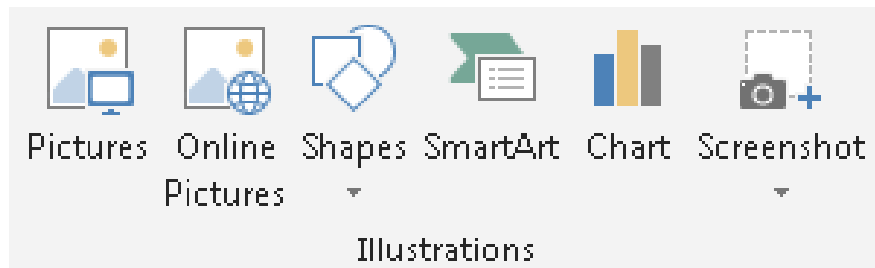 Pictures
Online
Pictures
Shapes
SmartArt
Chart
Screenshot
Illustrations